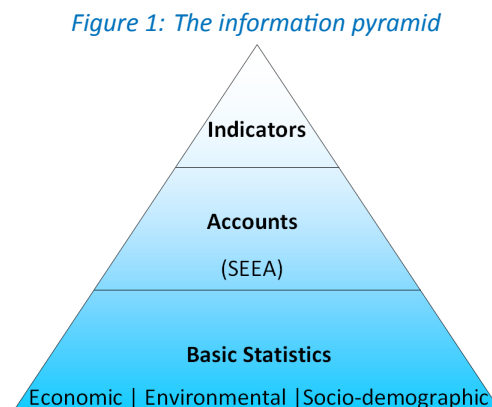 Figure 1: The information pyramid
Indicators
Accounts
(SEEA)
Basic Statistics
Economic | Environmental |Socio-demographic